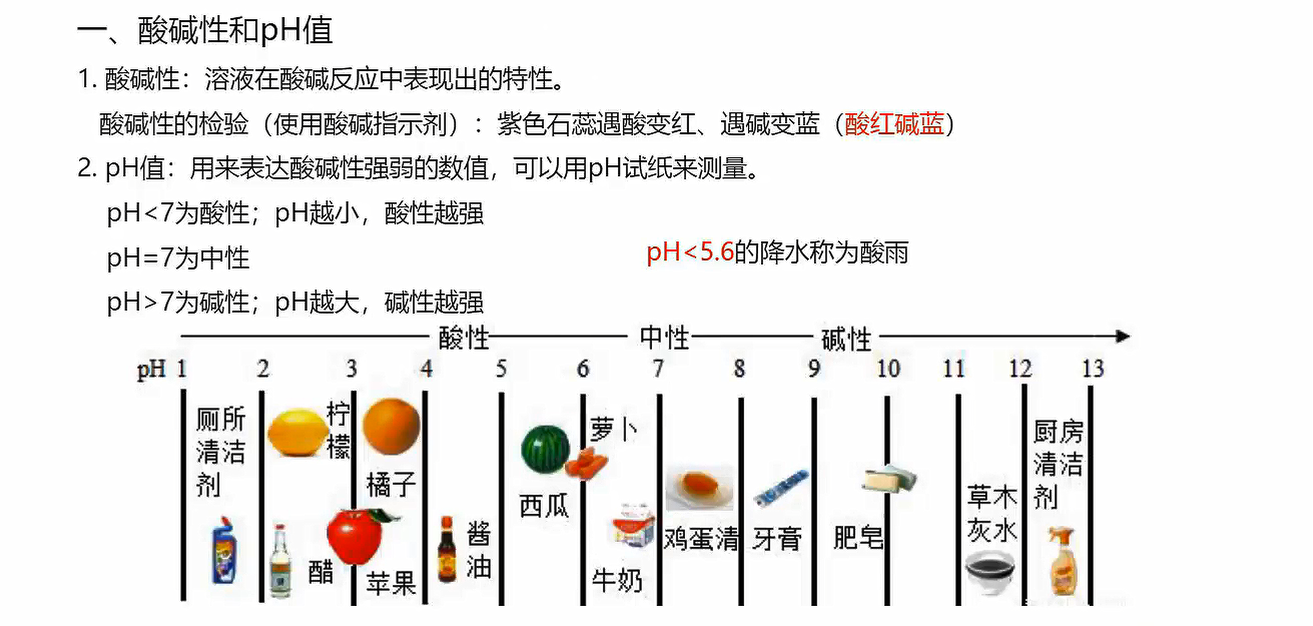 一、酸碱性和pH值
1. 酸碱性：溶液在酸碱反应中表现出的特性。
酸碱性的检验（使用酸碱指示剂）：紫色石蕊遇酸变红、遇碱变蓝（酸红碱蓝）
2. pH值：用来表达酸碱性强弱的数值，可以用pH试纸来测量。
pH<7为酸性；pH越小，酸性越强
pH=7为中性
pH<5.6的降水称为酸雨
pH>7为碱性；pH越大，碱性越强
酸性 中性 碱性
pH 1 2 3 4 5 6 7 8 9 10 11 12 13
厕所
清洁
剂
柠
檬
醋
橘子
苹果
酱
油
西瓜
萝卜
牛奶
鸡蛋清
牙膏
肥皂
草木
灰水
厨房
清洁
剂